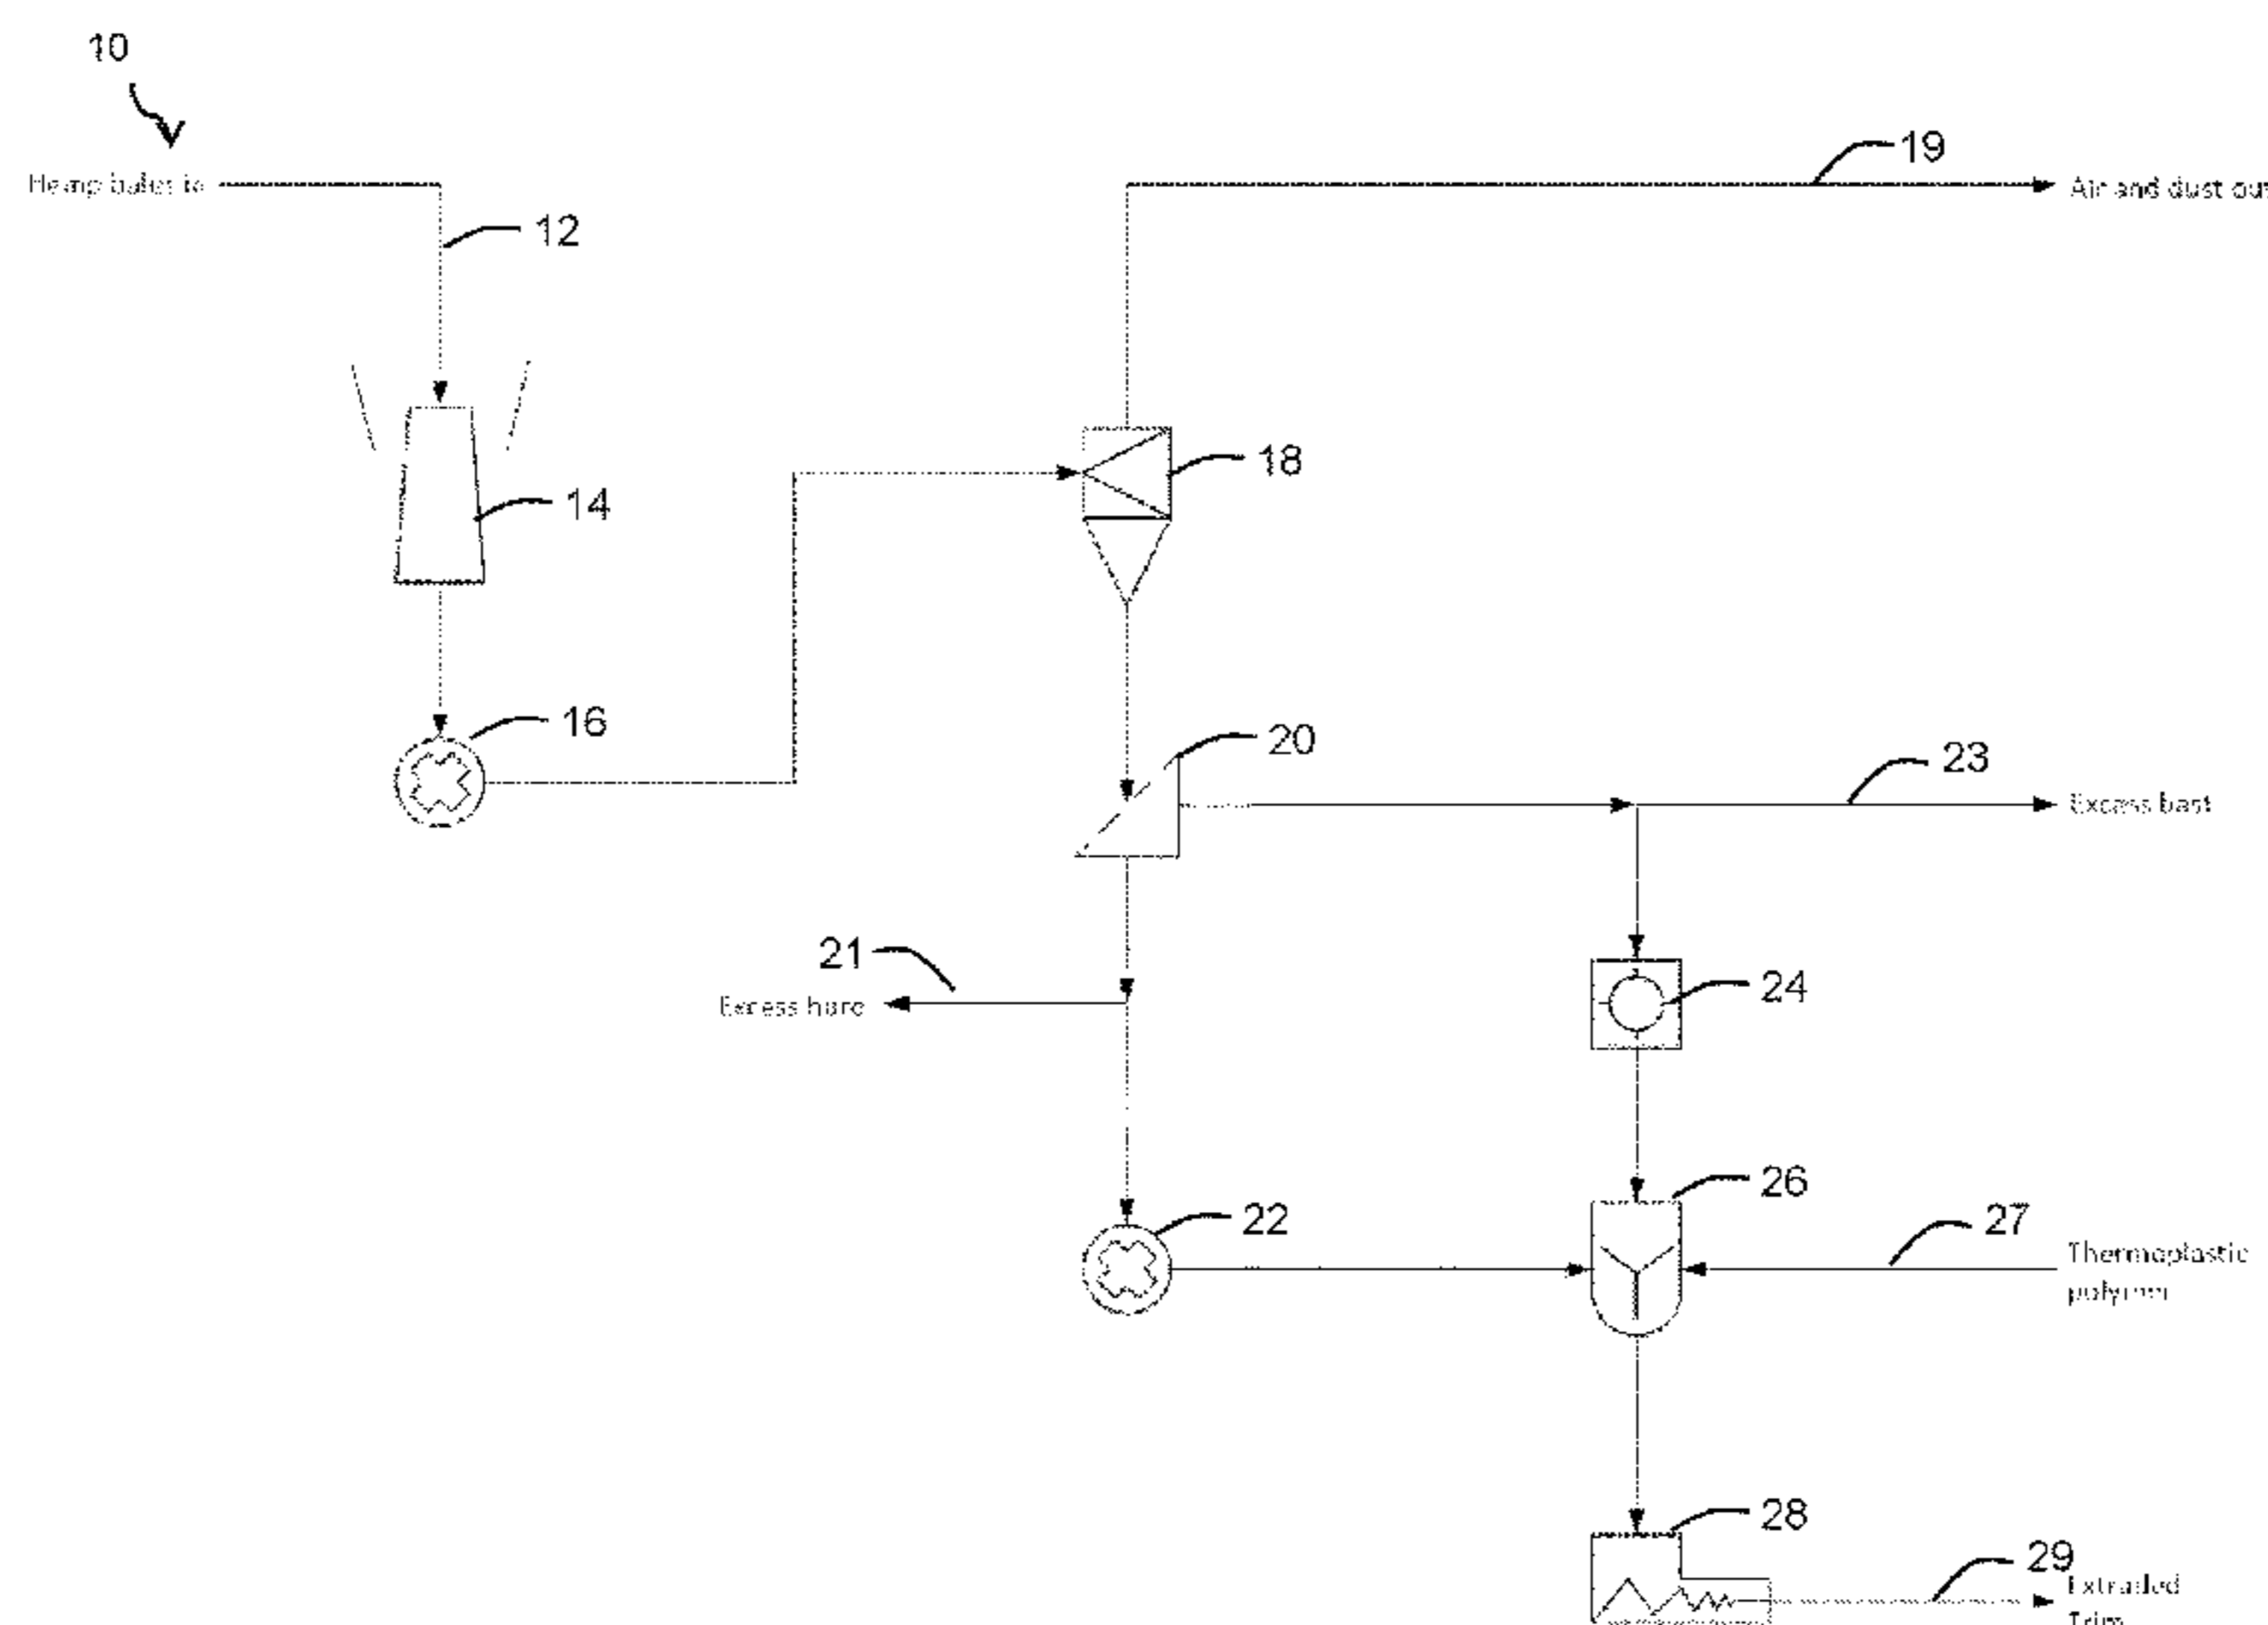 10
19
Hemp bales in
Air and dust out
12
18
14
16
20
23
Excess bast
21
24
Excess hurd
26
22
27
Thermoplastic
28
29
Extruded
Trim